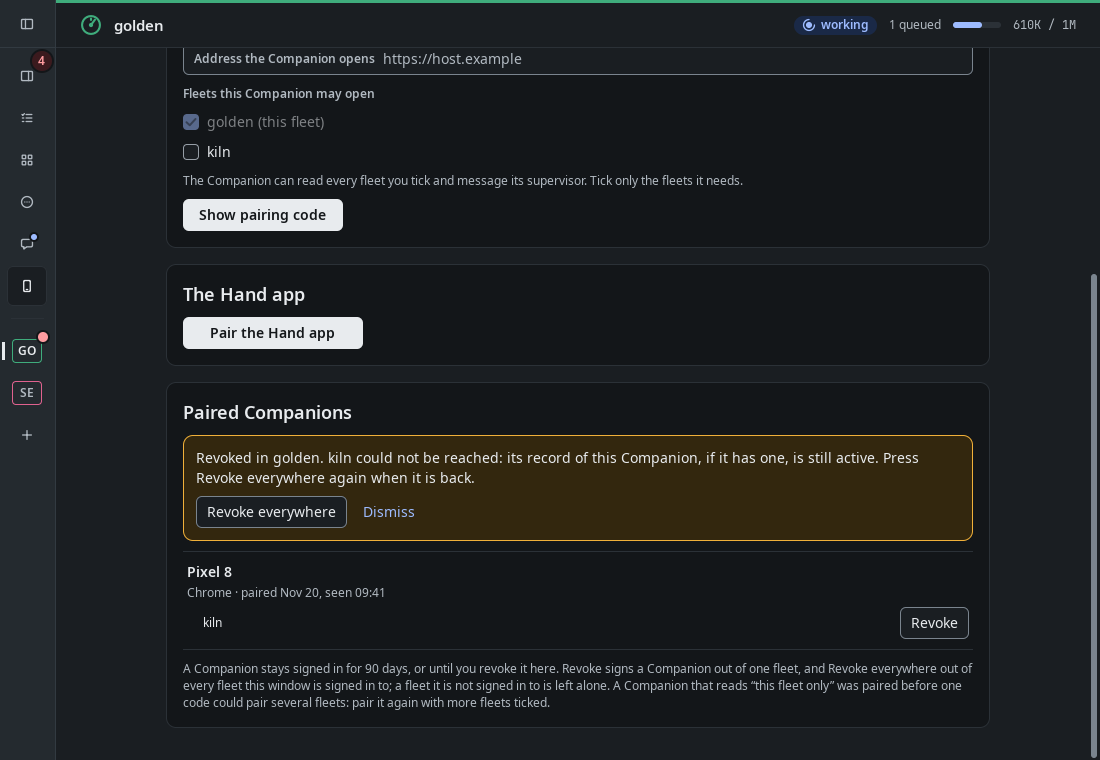 golden
working
1 queued
610K / 1M
4
Address the Companion opens https://host.example
Fleets this Companion may open
golden (this fleet)
kiln
The Companion can read every fleet you tick and message its supervisor. Tick only the fleets it needs.
Show pairing code
The Hand app
Pair the Hand app
GO
SE
Paired Companions
Revoked in golden. kiln could not be reached: its record of this Companion, if it has one, is still active. Press
Revoke everywhere again when it is back.
Revoke everywhere
Dismiss
Pixel 8
Chrome · paired Nov 20, seen 09:41
kiln
Revoke
A Companion stays signed in for 90 days, or until you revoke it here. Revoke signs a Companion out of one fleet, and Revoke everywhere out of
every fleet this window is signed in to; a fleet it is not signed in to is left alone. A Companion that reads “this fleet only” was paired before one
code could pair several fleets: pair it again with more fleets ticked.